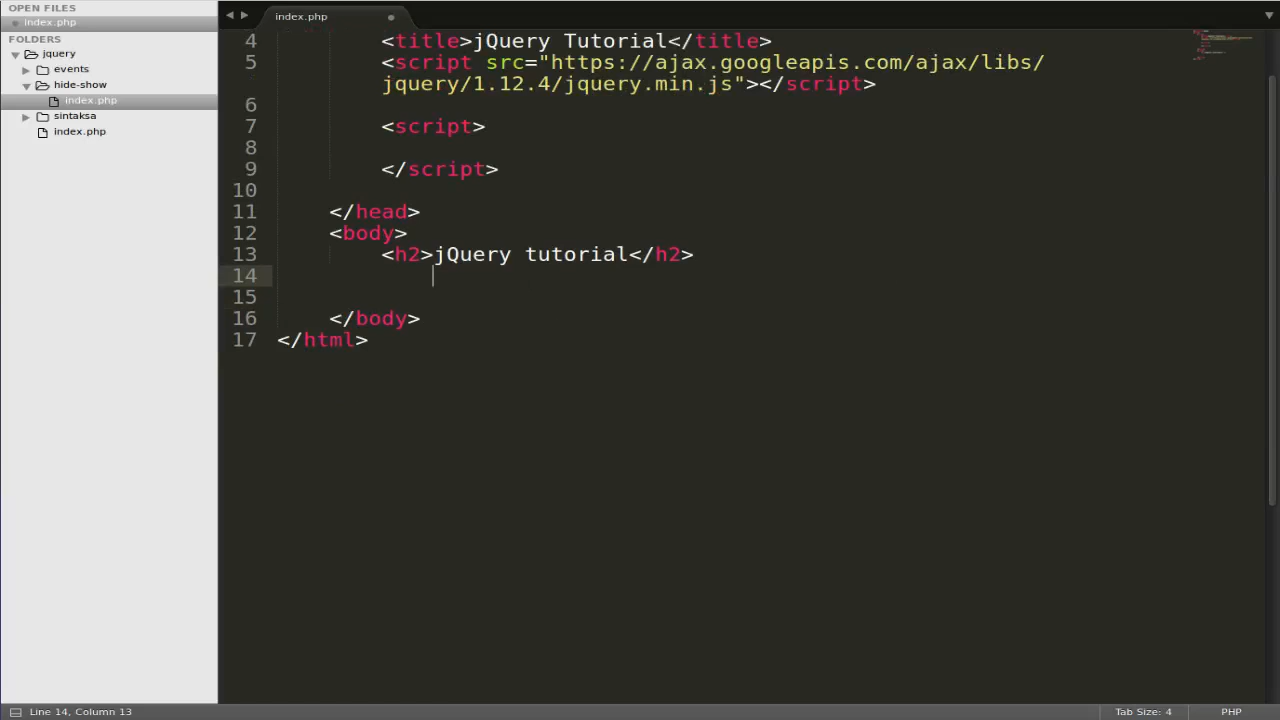 OPEN FILES
index.php
FOLDERS
jquery
events
hide-show
index.php
sintaksa
index.php
index.php
4 <title>jQuery Tutorial</title>
5 <script src="https://ajax.googleapis.com/ajax/libs/
jquery/1.12.4/jquery.min.js"></script>
6
7 <script>
8
9 </script>
10
11 </head>
12 <body>
13 <h2>jQuery tutorial</h2>
14
15
16 </body>
17 </html>
Line 14, Column 13
Tab Size: 4
PHP